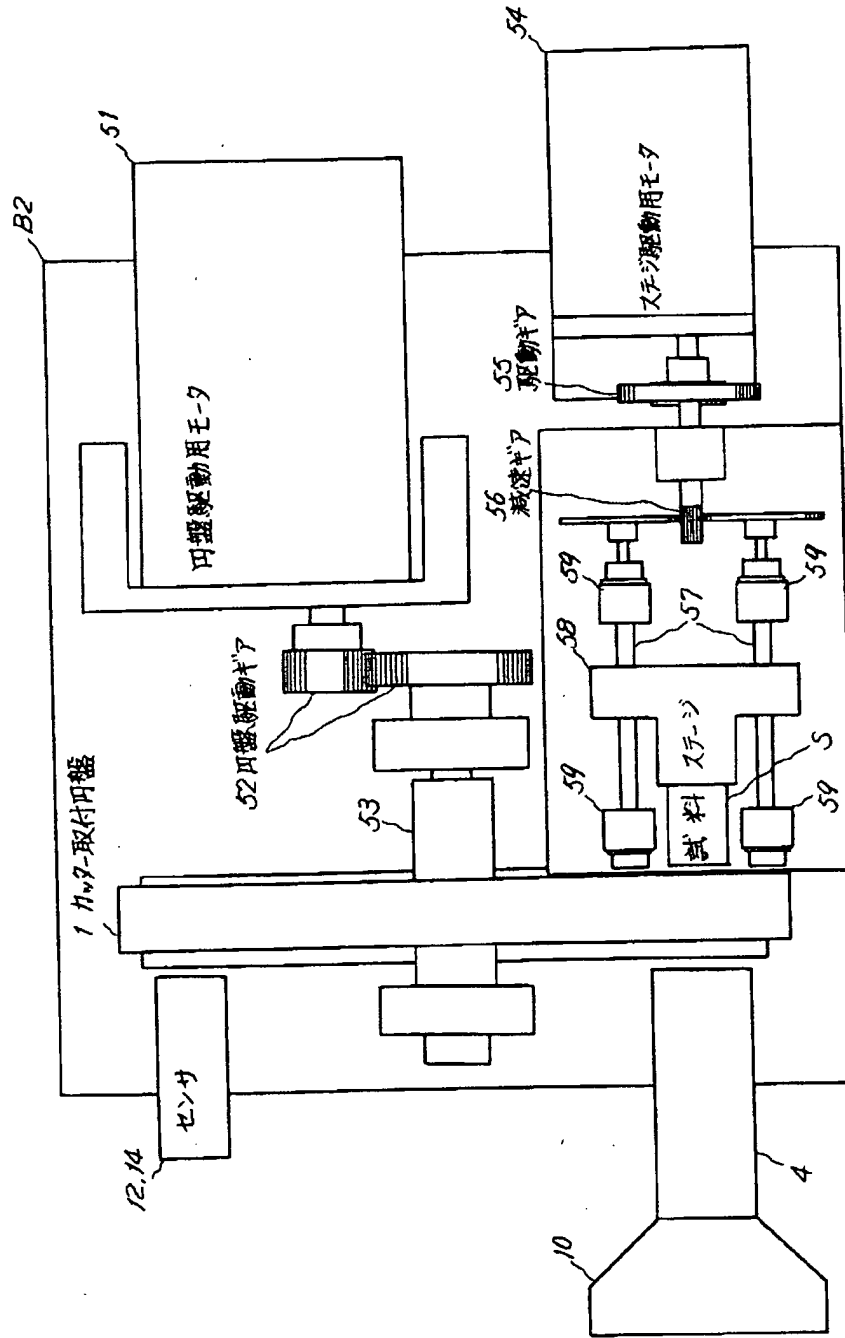 54
51
B2
円盤駆動用モータ
ステージ駆動用モータ
55 駆動ギア
56 減速ギア
59
59
57
58
52 円盤駆動ギア
ステージ
S
59
試料
59
53
1 カッター取付円盤
センサ
12,14
4
10